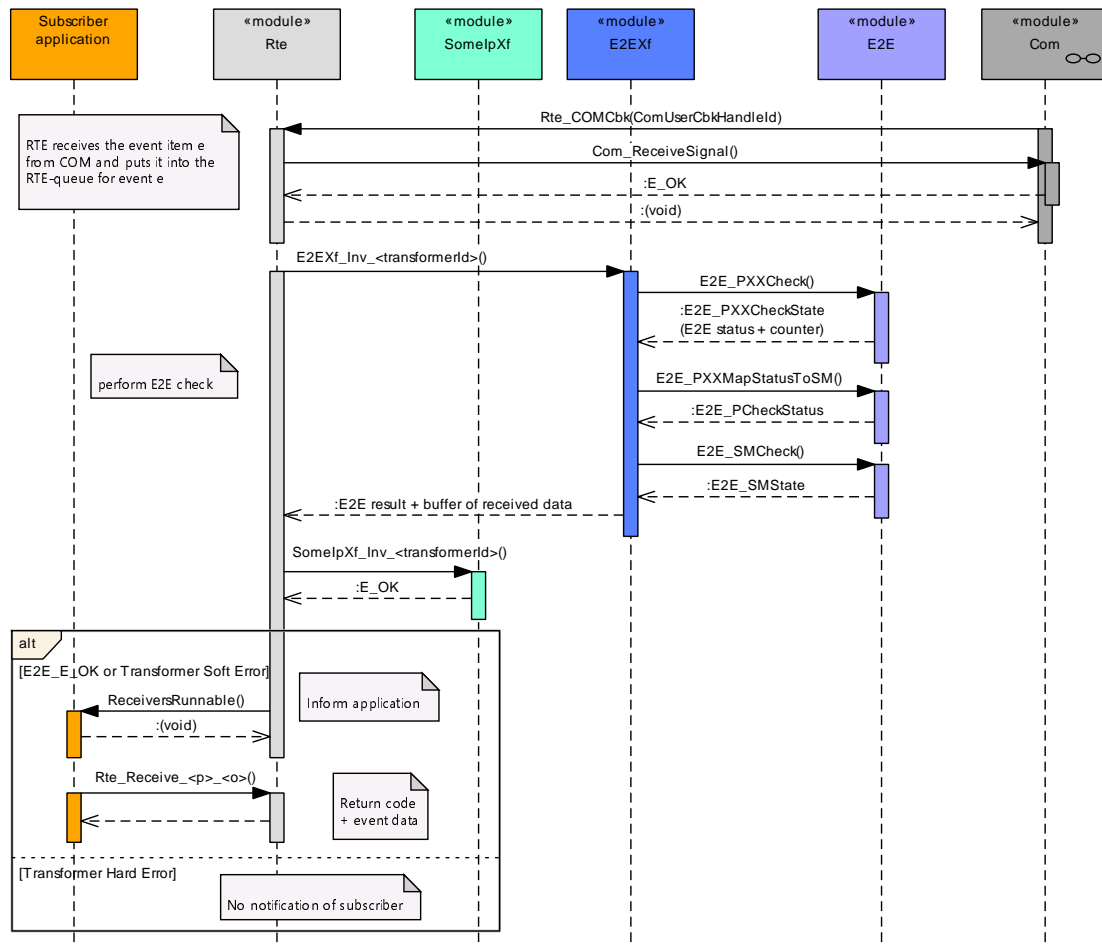 Subscriber
application
«module»
Rte
«module»
SomeIpXf
«module»
E2EXf
«module»
E2E
«module»
Com
Rte_COMCbk(ComUserCbkHandleId)
RTE receives the event item e
from COM and puts it into the
RTE-queue for event e
Com_ReceiveSignal()
:E_OK
:(void)
E2EXf_Inv_<transformerId>()
E2E_PXXCheck()
:E2E_PXXCheckState
(E2E status + counter)
perform E2E check
E2E_PXXMapStatusToSM()
:E2E_PCheckStatus
E2E_SMCheck()
:E2E_SMState
:E2E result + buffer of received data
SomeIpXf_Inv_<transformerId>()
:E_OK
alt
[E2E_E_OK or Transformer Soft Error]
ReceiversRunnable()
Inform application
:(void)
Rte_Receive_<p>_<o>()
Return code
+ event data
[Transformer Hard Error]
No notification of subscriber